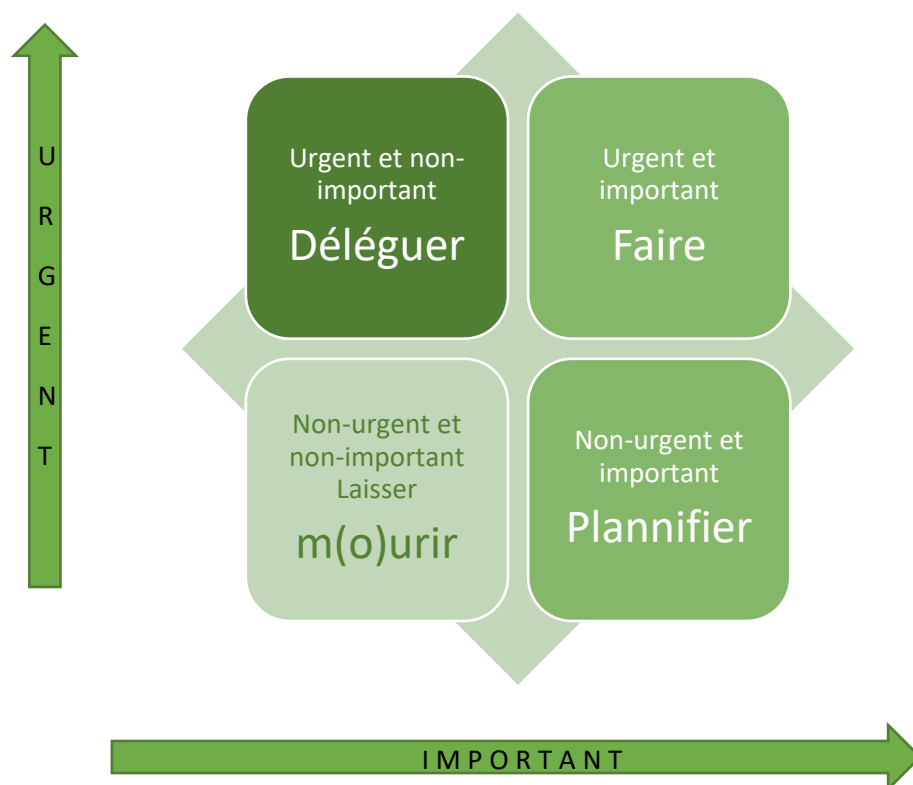 URGENT
Urgent et non-
important
Déléguer
Urgent et
important
Faire
Non-urgent et
non-important
Laisser
m(o)urir
Non-urgent et
important
Plannifier
IMPORTANT